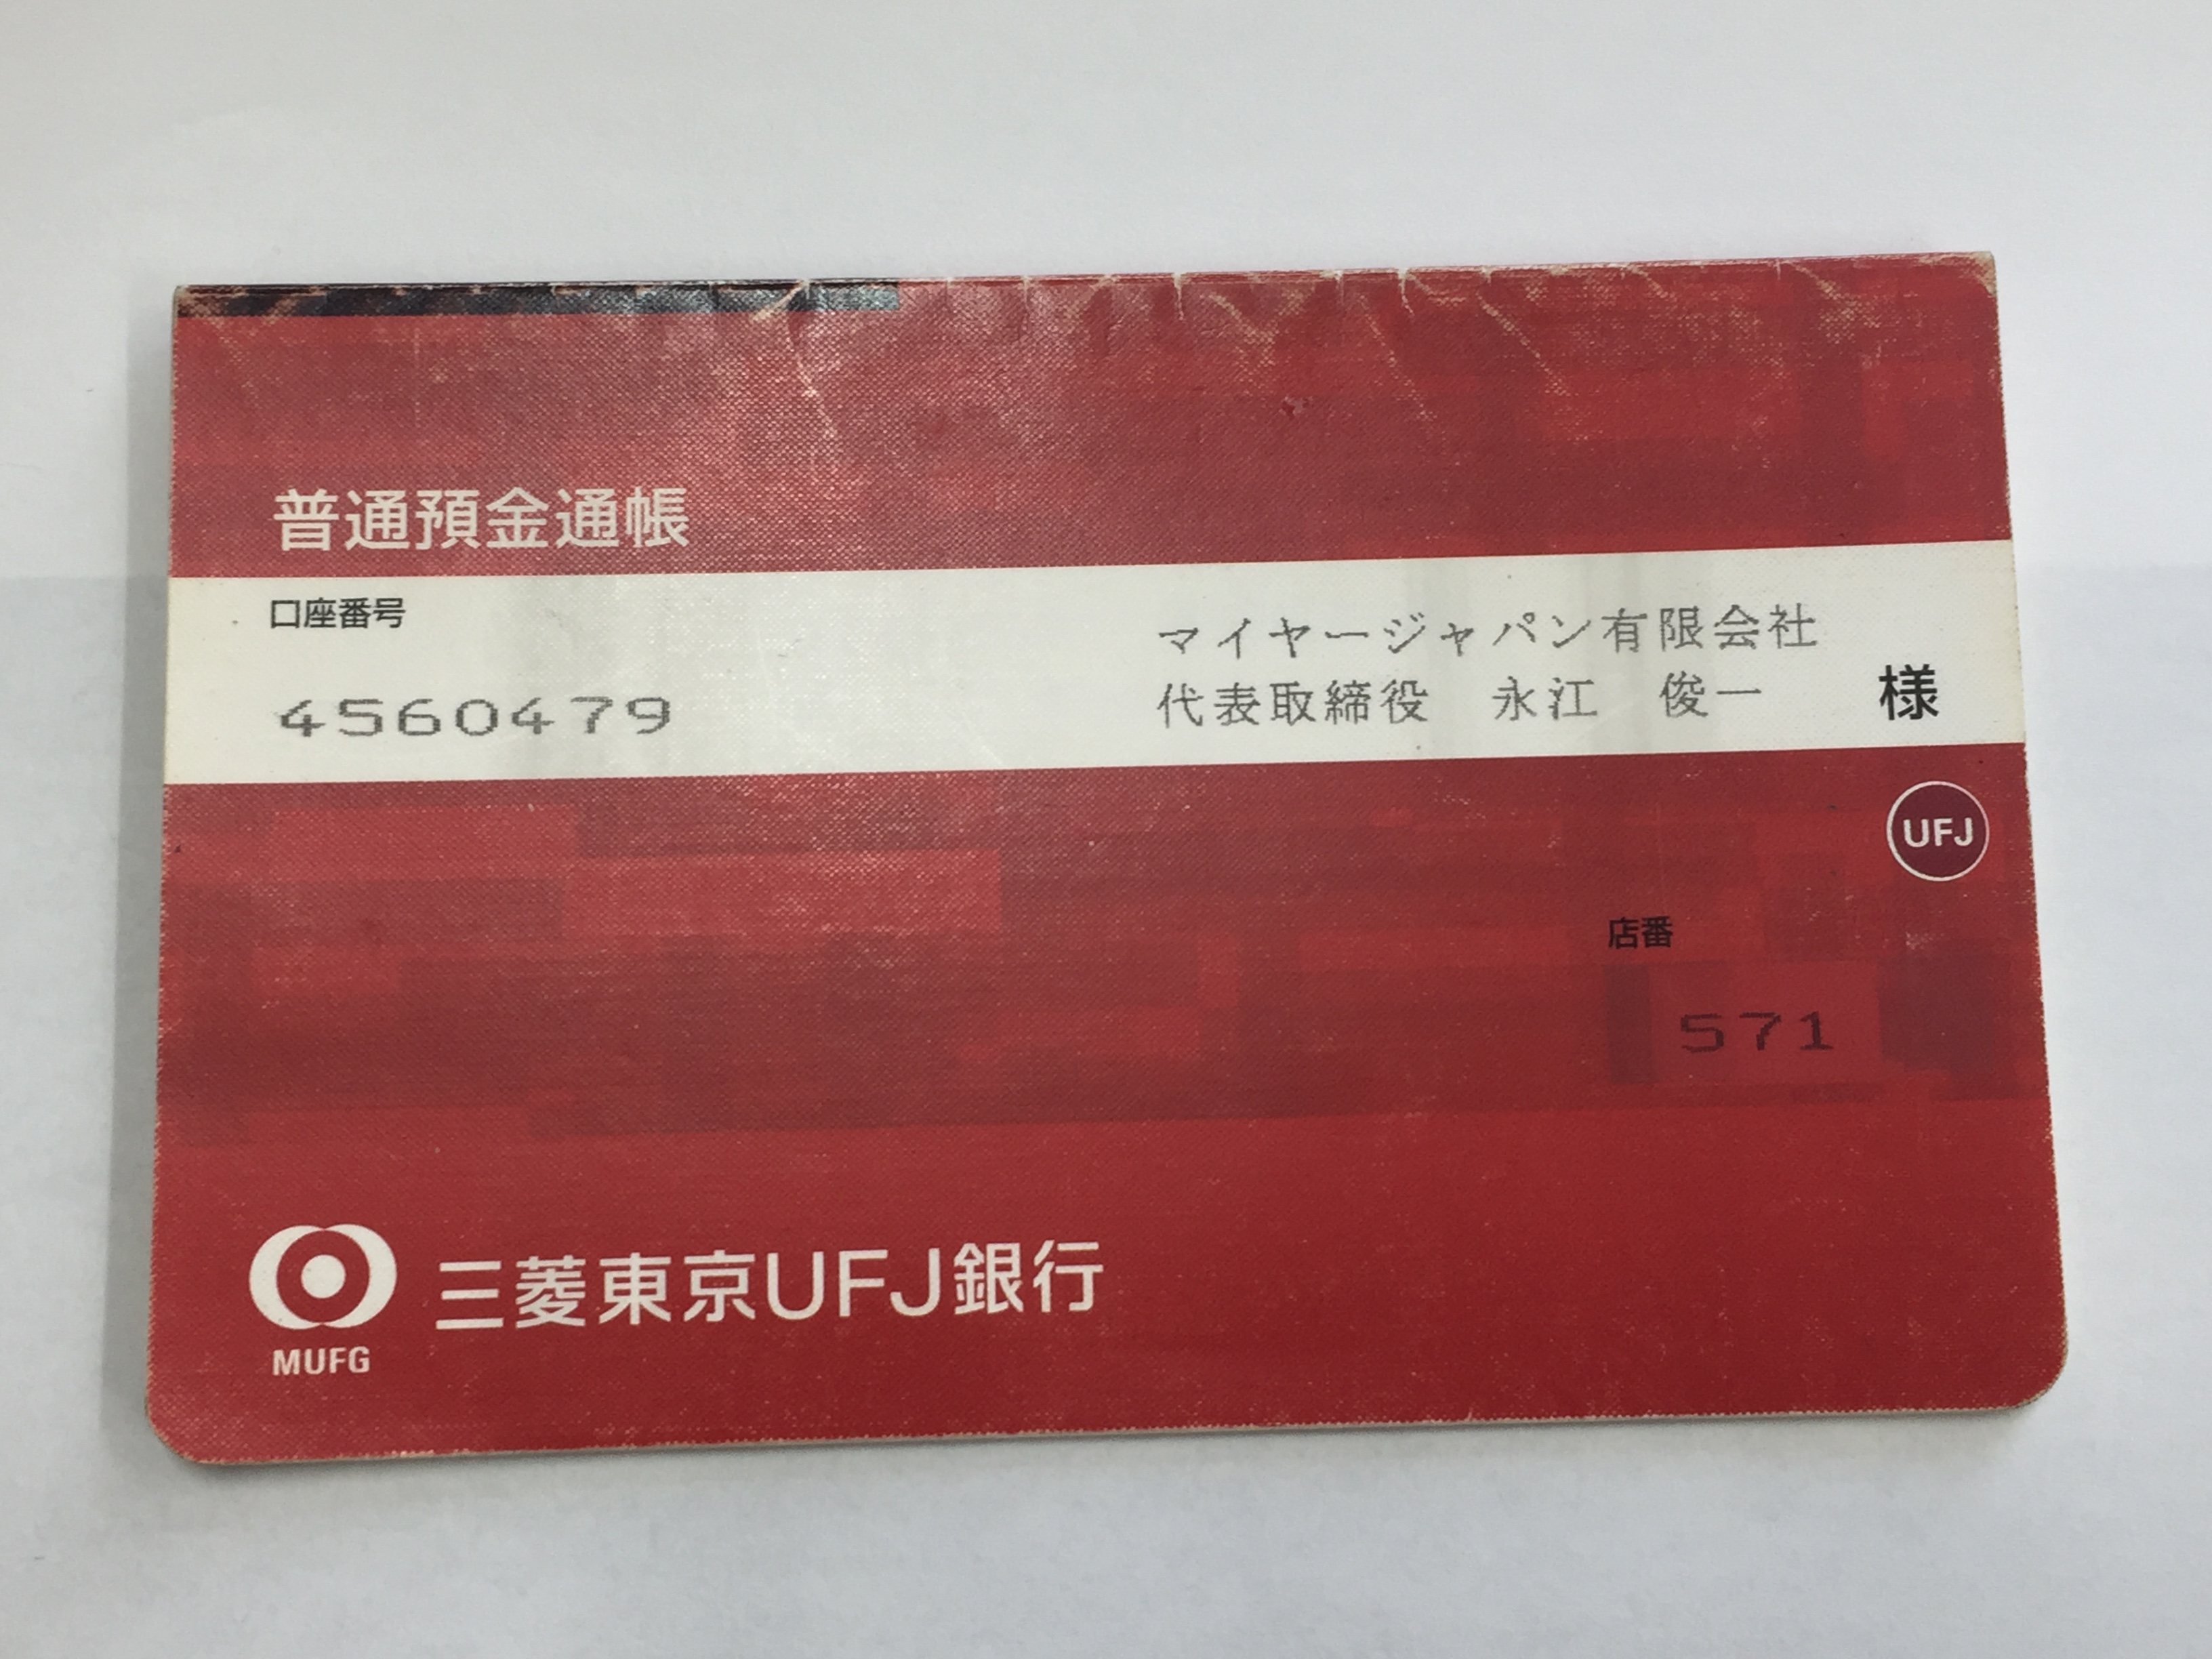 普通預金通帳
口座番号
4560479
マイヤージャパン有限会社
代表取締役 永江 俊一 様
UFJ
店番
571
三菱東京UFJ銀行
MUFG